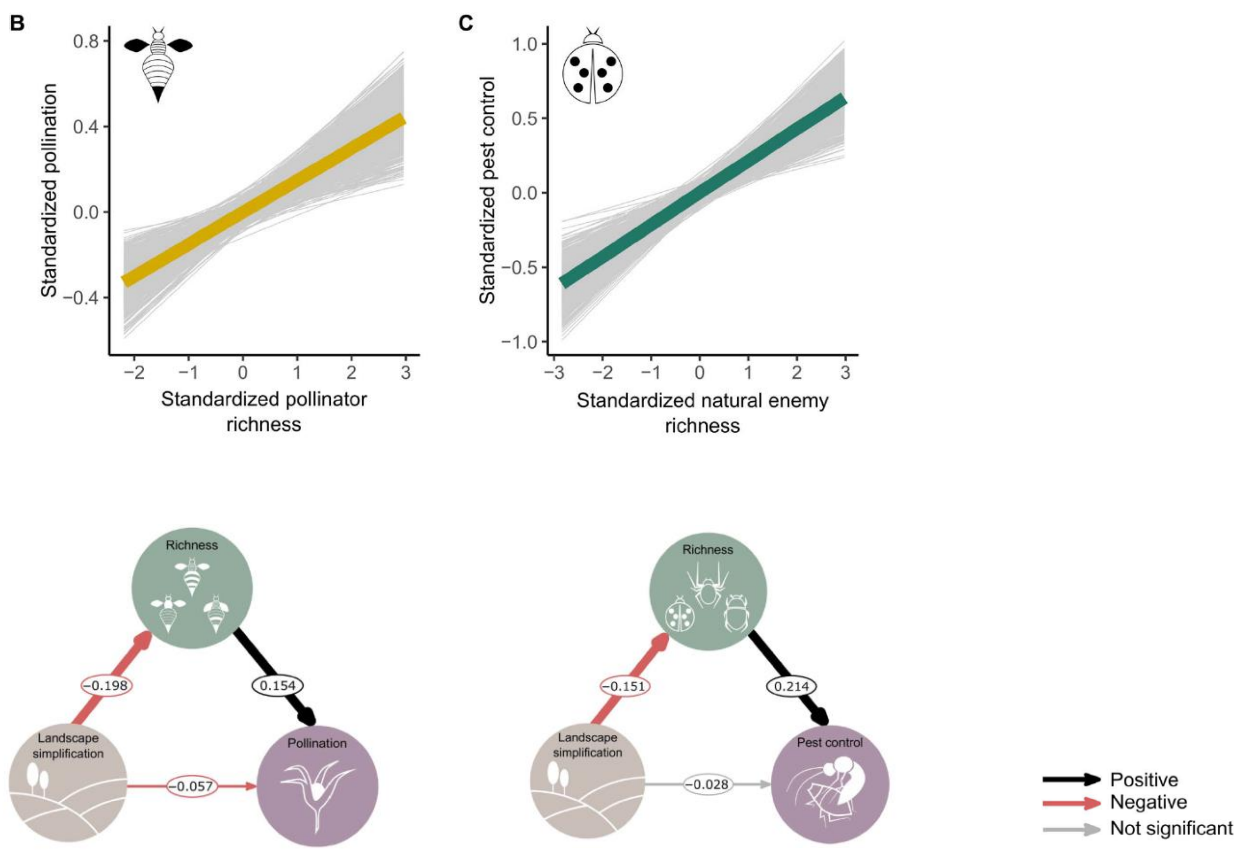 B
0.8
0.4
0.0
−0.4
Standardized pollination
−2 −1 0 1 2 3
Standardized pollinator
richness
C
1.0
0.5
0.0
−0.5
−1.0
Standardized pest control
−3 −2 −1 0 1 2 3
Standardized natural enemy
richness
Richness
−0.198
0.154
Landscape
simplification
Pollination
−0.057
Richness
−0.151
0.214
Landscape
simplification
Pest control
−0.028
Positive
Negative
Not significant